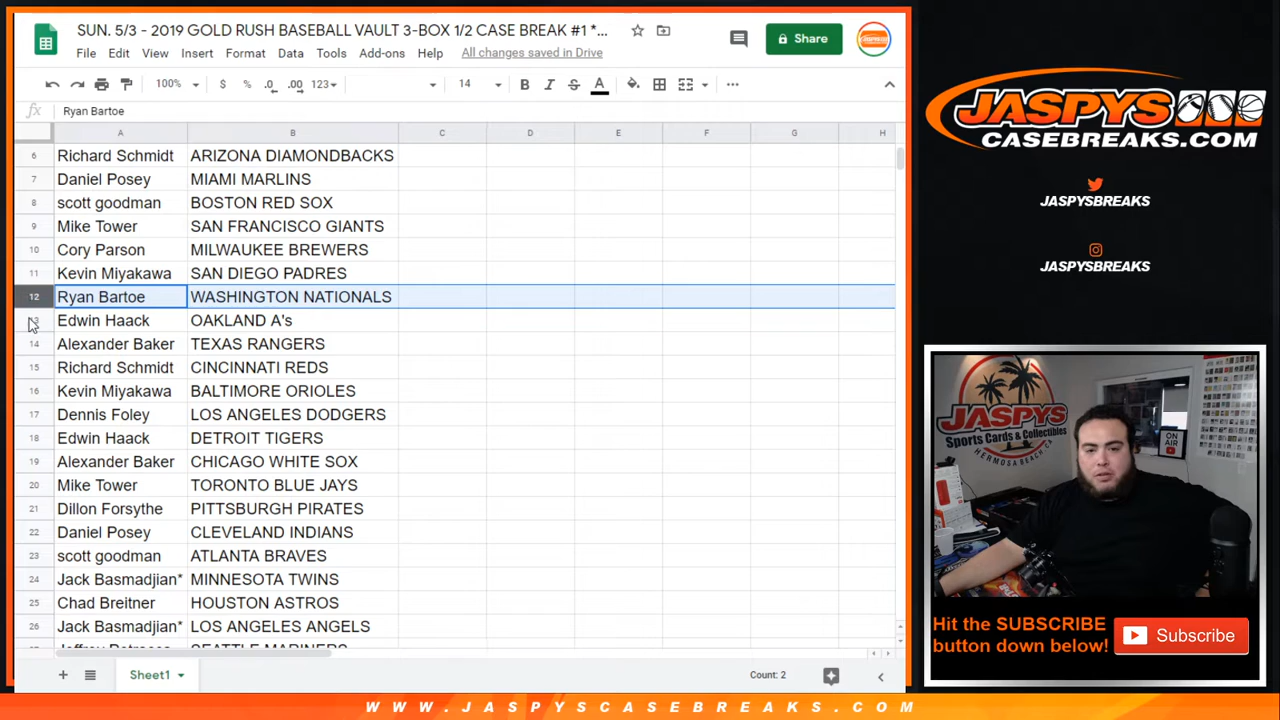 SUN. 5/3 - 2019 GOLD RUSH BASEBALL VAULT 3-BOX 1/2 CASE BREAK #1 *...
File Edit View Insert Format Data Tools Add-ons Help All changes saved in Drive
Share
100% $ % .0 .00 123 14 B I S A
fx Ryan Bartoe
A B C D E F G H
6 Richard Schmidt ARIZONA DIAMONDBACKS
7 Daniel Posey MIAMI MARLINS
8 scott goodman BOSTON RED SOX
9 Mike Tower SAN FRANCISCO GIANTS
10 Cory Parson MILWAUKEE BREWERS
11 Kevin Miyakawa SAN DIEGO PADRES
12 Ryan Bartoe WASHINGTON NATIONALS
13 Edwin Haack OAKLAND A's
14 Alexander Baker TEXAS RANGERS
15 Richard Schmidt CINCINNATI REDS
16 Kevin Miyakawa BALTIMORE ORIOLES
17 Dennis Foley LOS ANGELES DODGERS
18 Edwin Haack DETROIT TIGERS
19 Alexander Baker CHICAGO WHITE SOX
20 Mike Tower TORONTO BLUE JAYS
21 Dillon Forsythe PITTSBURGH PIRATES
22 Daniel Posey CLEVELAND INDIANS
23 scott goodman ATLANTA BRAVES
24 Jack Basmadjian* MINNESOTA TWINS
25 Chad Breitner HOUSTON ASTROS
26 Jack Basmadjian* LOS ANGELES ANGELS
SEATTLE MARINERS
Sheet1
Count: 2
JASPYS
CASEBREAKS.COM
JASPYSBREAKS
JASPYSBREAKS
JASPYS
Sports Cards & Collectibles
HERMOSA BEACH CA
ON AIR
Hit the SUBSCRIBE
button down below!
Subscribe
WWW.JASPYSCASEBREAKS.COM